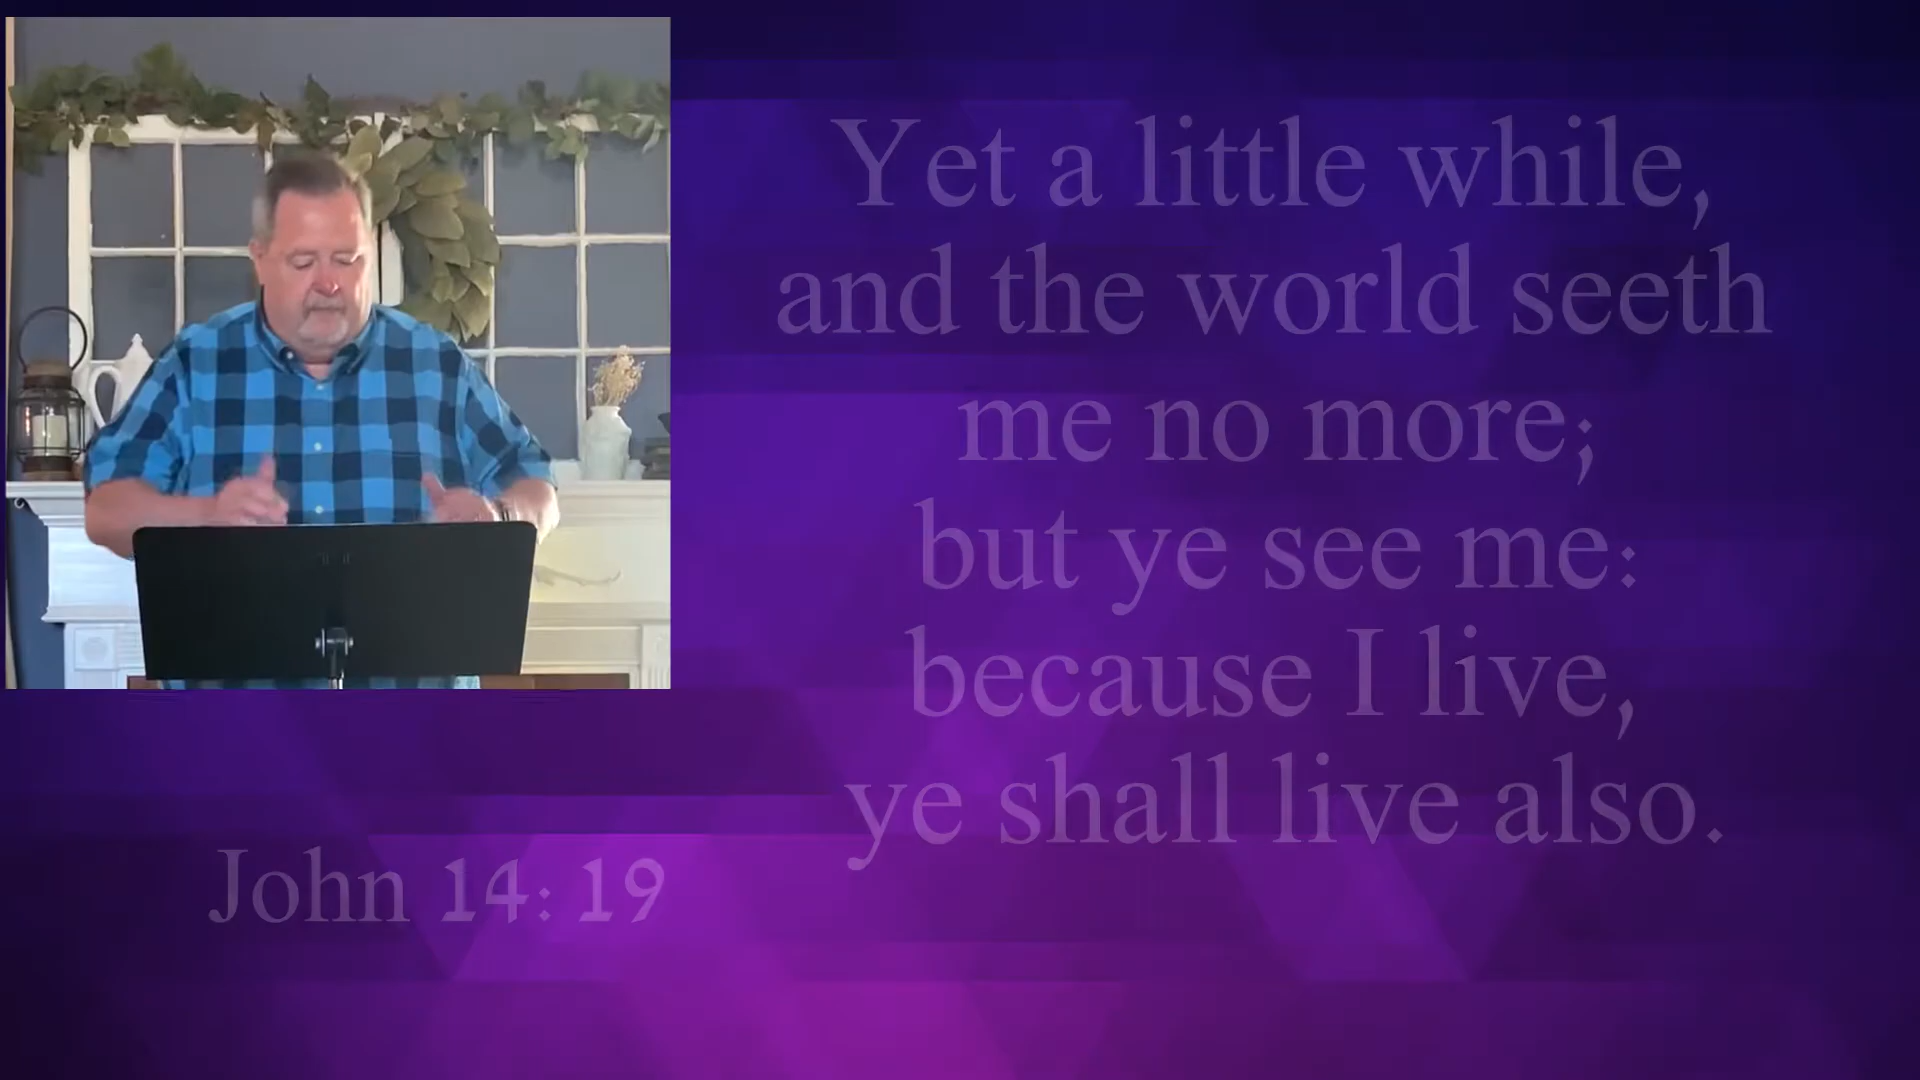 Yet a little while,
and the world seeth
me no more;
but ye see me:
because I live,
ye shall live also.
John 14: 19